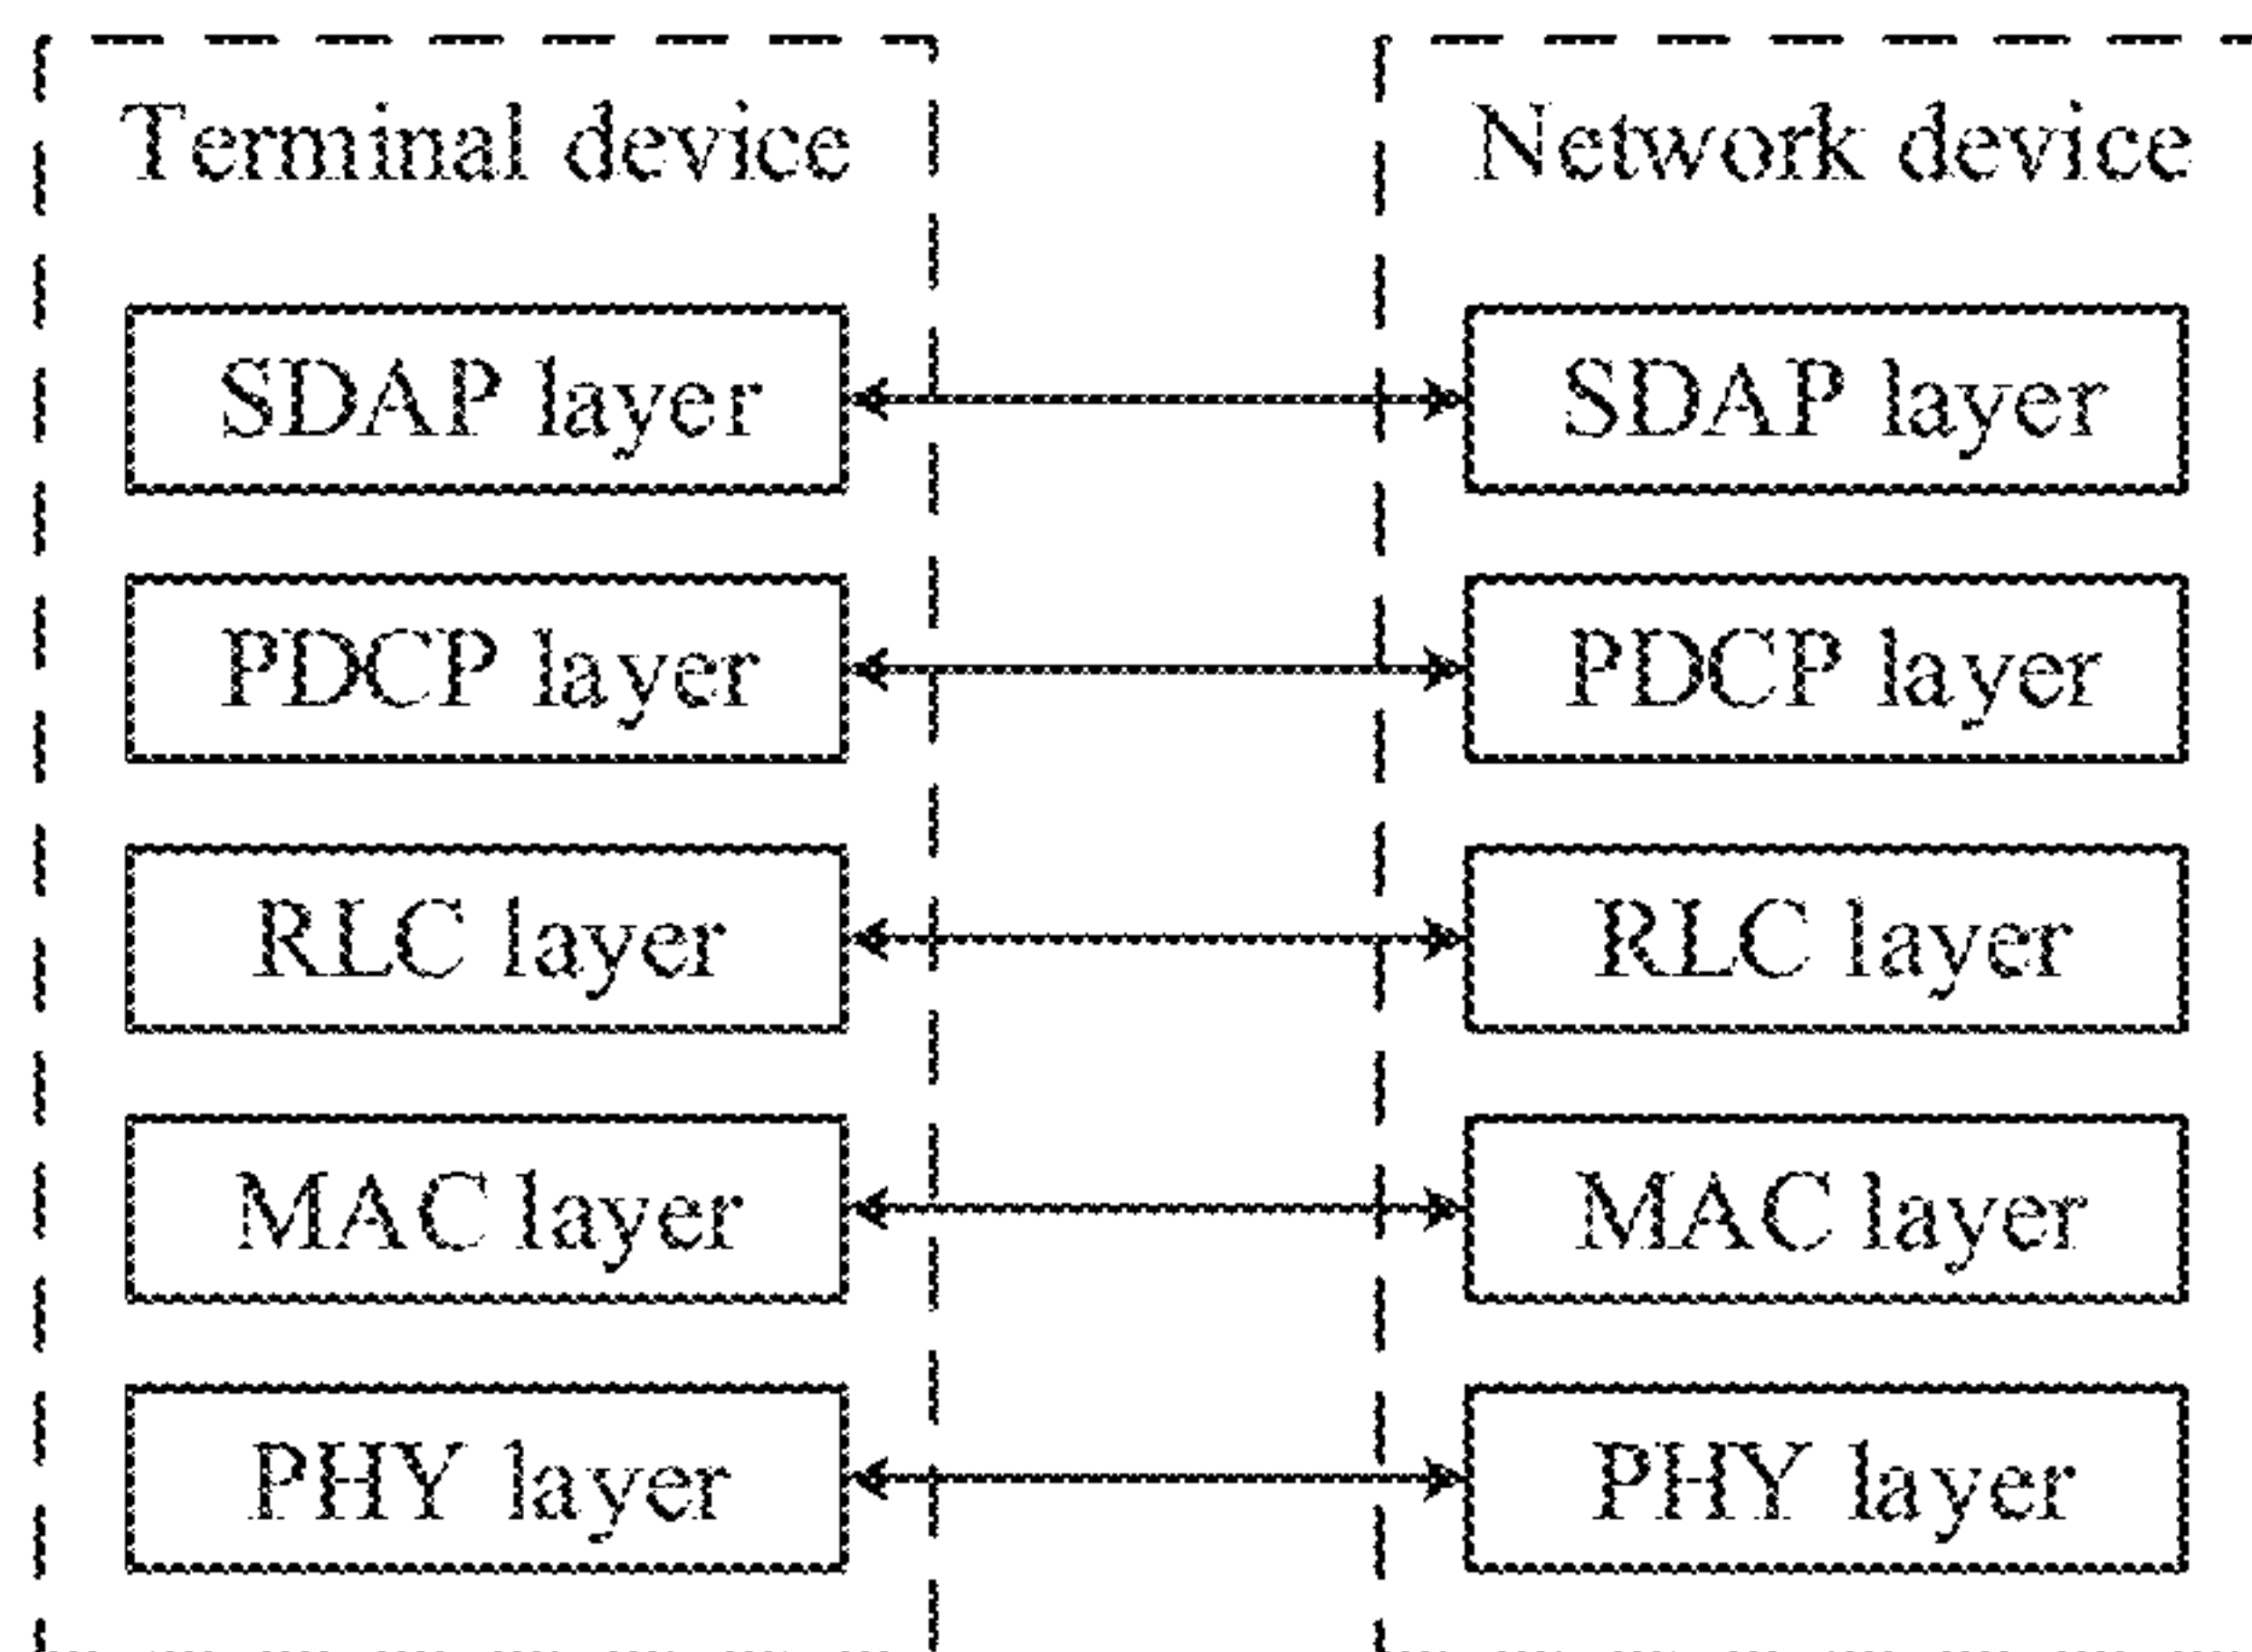 Terminal device
SDAP layer
PDCP layer
RLC layer
MAC layer
PHY layer
Network device
SDAP layer
PDCP layer
RLC layer
MAC layer
PHY layer